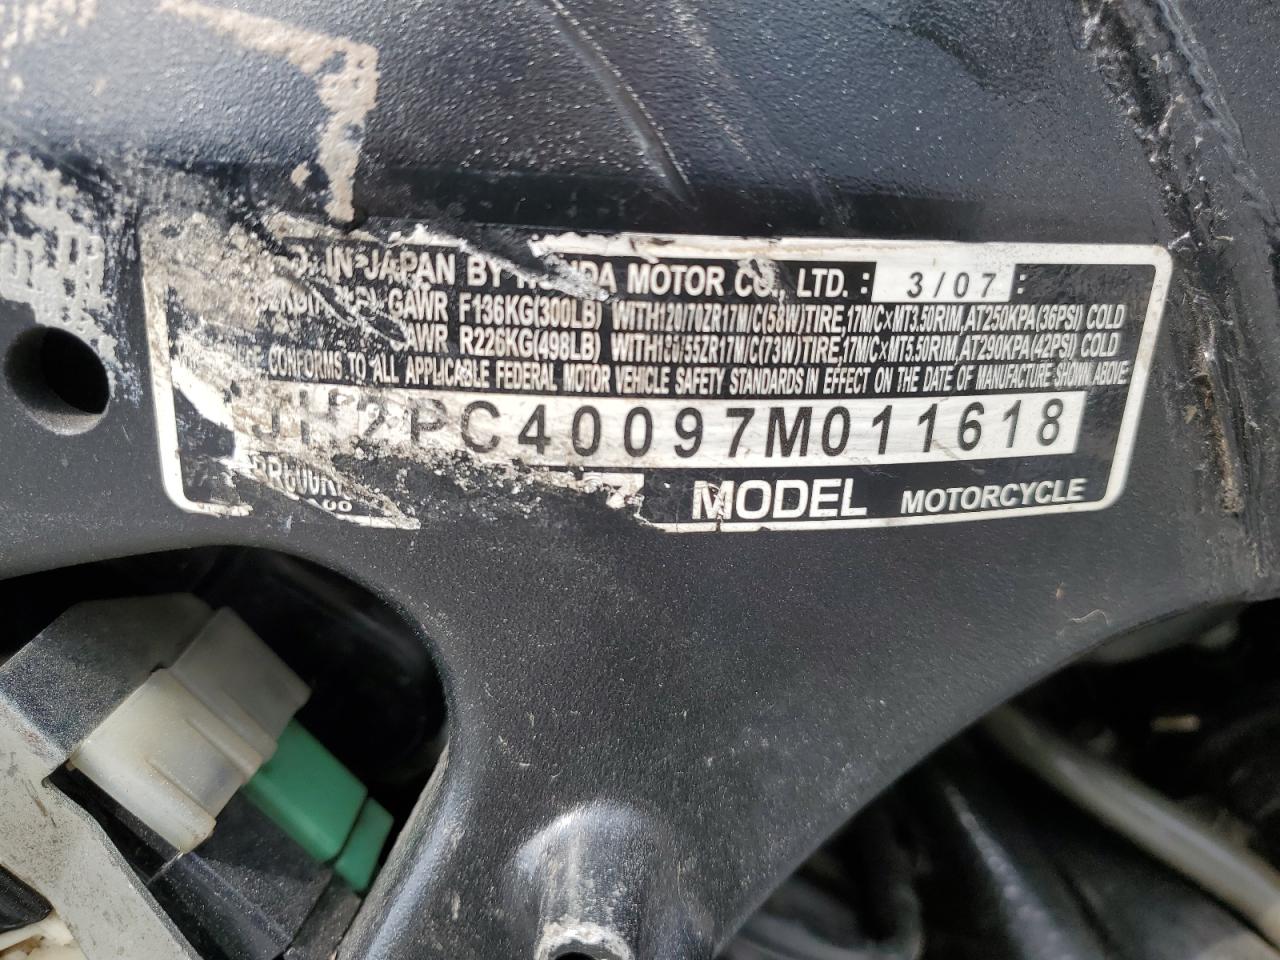 IN JAPAN BY HONDA MOTOR CO., LTD. : 3/07 :
GAWR F136KG(300LB) WITH120/70ZR17M/C(58W)TIRE,17M/C×MT3.50RIM,AT250KPA(36PSI) COLD
GAWR R226KG(498LB) WITH180/55ZR17M/C(73W)TIRE,17M/C×MT5.50RIM,AT290KPA(42PSI) COLD
CONFORMS TO ALL APPLICABLE FEDERAL MOTOR VEHICLE SAFETY STANDARDS IN EFFECT ON THE DATE OF MANUFACTURE SHOWN ABOVE
JH2PC40097M011618
MODEL MOTORCYCLE